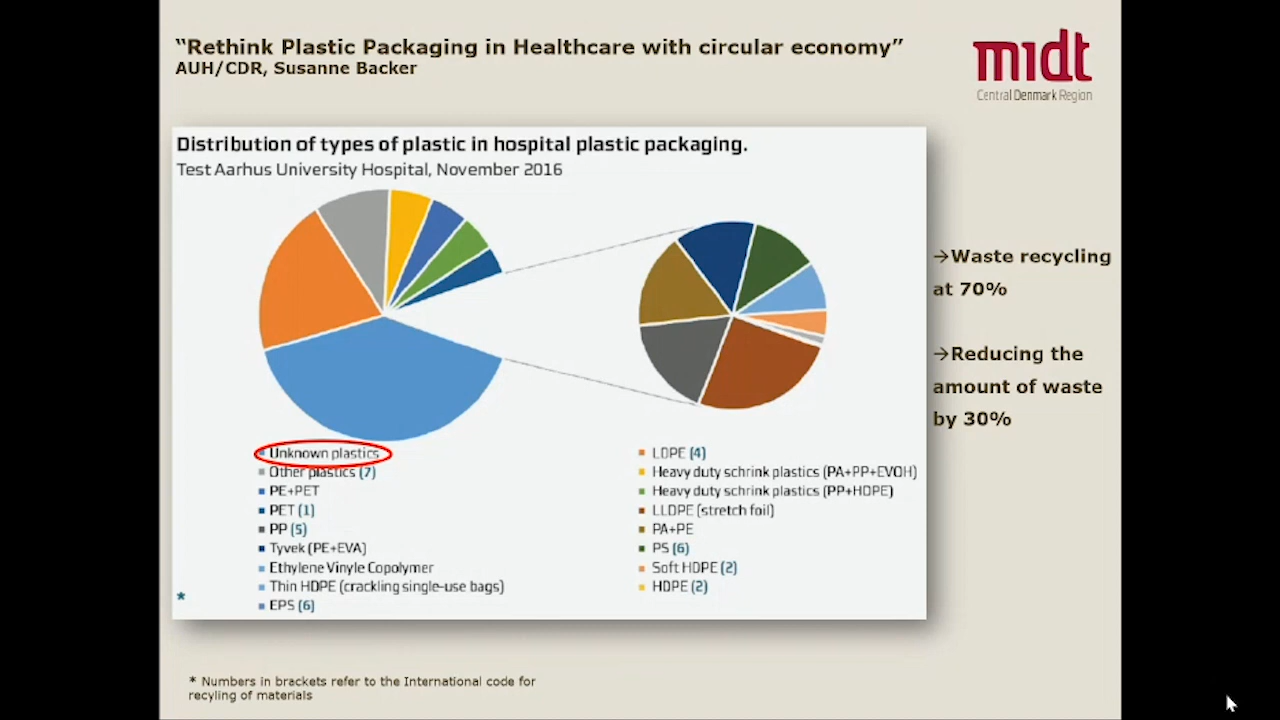 “Rethink Plastic Packaging in Healthcare with circular economy”
AUH/CDR, Susanne Backer
midt
Central Denmark Region
Distribution of types of plastic in hospital plastic packaging.
Test Aarhus University Hospital, November 2016
→Waste recycling
at 70%
→Reducing the
amount of waste
by 30%
Unknown plastics
Other plastics (7)
PE+PET
PET (1)
PP (5)
Tyvek (PE+EVA)
Ethylene Vinyle Copolymer
Thin HDPE (crackling single-use bags)
EPS (6)
LDPE (4)
Heavy duty schrink plastics (PA+PP+EVOH)
Heavy duty schrink plastics (PP+HDPE)
LLDPE (stretch foil)
PA+PE
PS (6)
Soft HDPE (2)
HDPE (2)
*
* Numbers in brackets refer to the International code for
recyling of materials